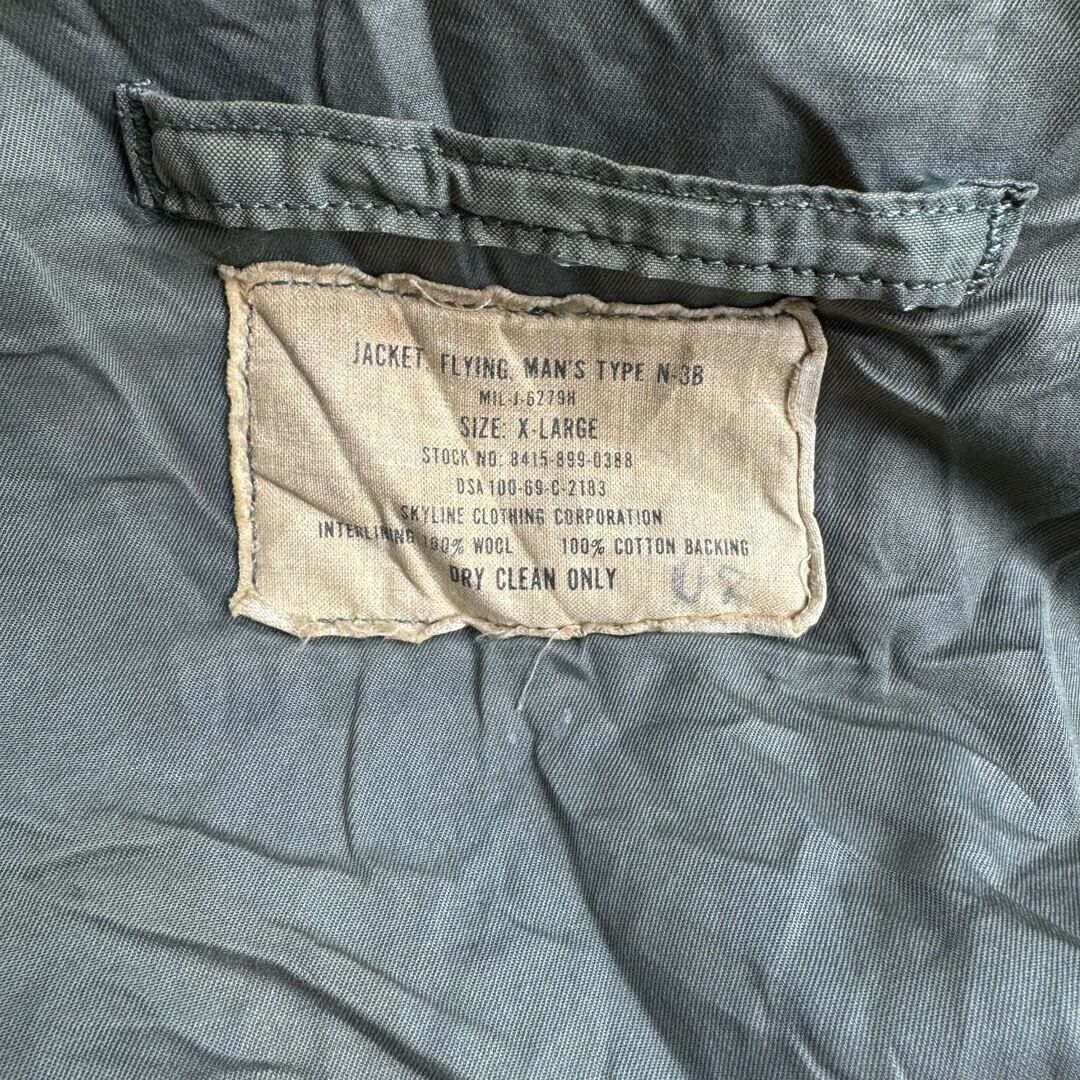 JACKET, FLYING, MAN'S TYPE N-3B
MIL-J-6279H
SIZE: X-LARGE
STOCK NO: 8415-899-0388
DSA 100-69-C-2183
SKYLINE CLOTHING CORPORATION
INTERLINING 100% WOOL 100% COTTON BACKING
DRY CLEAN ONLY